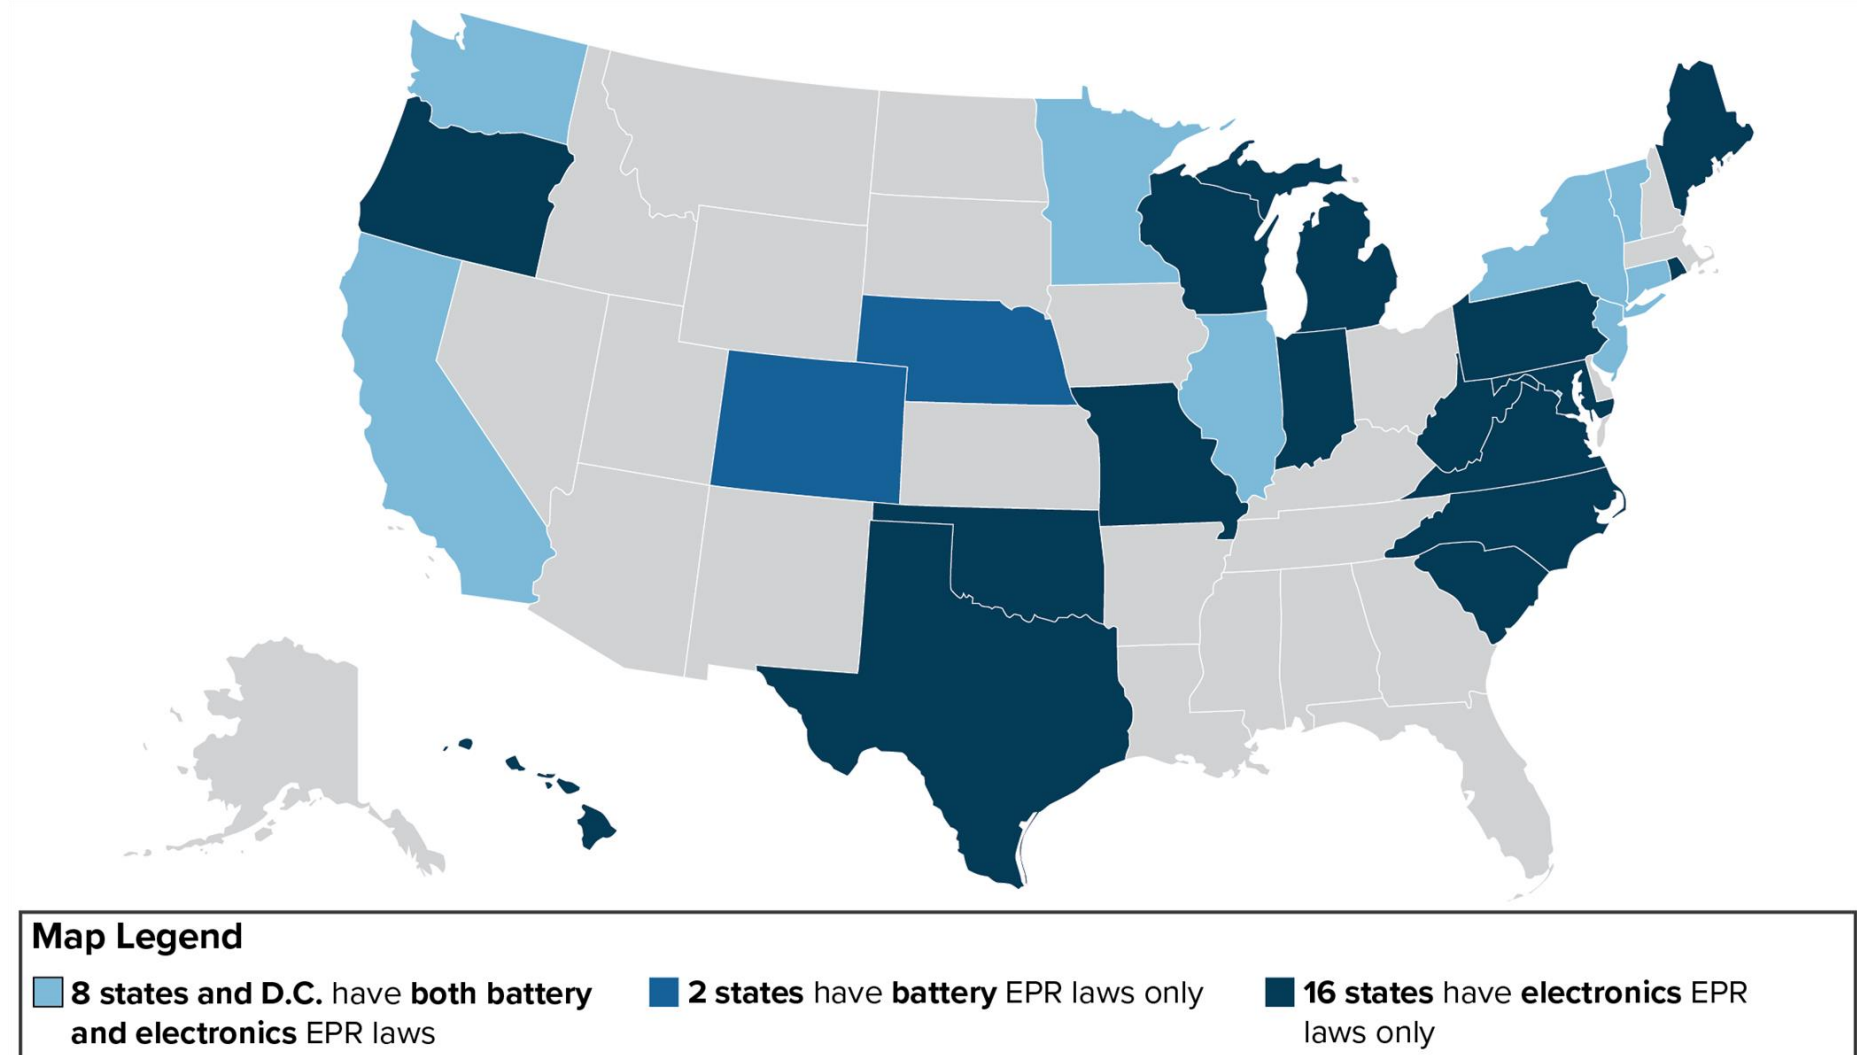 Map Legend
8 states and D.C. have both battery
and electronics EPR laws
2 states have battery EPR laws only
16 states have electronics EPR
laws only